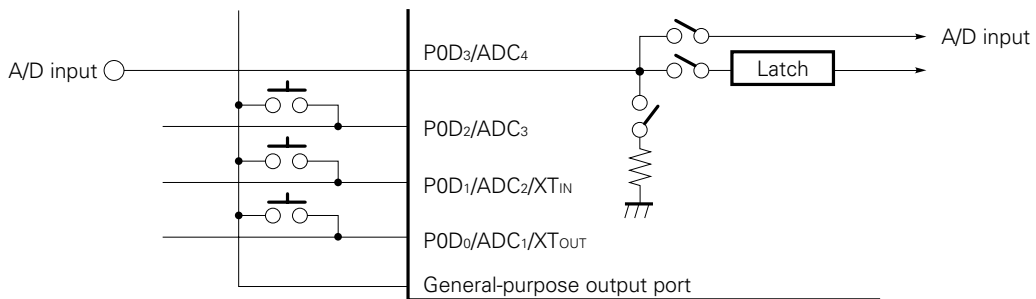 P0D₃/ADC₄
A/D input
A/D input
Latch
P0D₂/ADC₃
P0D₁/ADC₂/XTIN
P0D₀/ADC₁/XTOUT
General-purpose output port